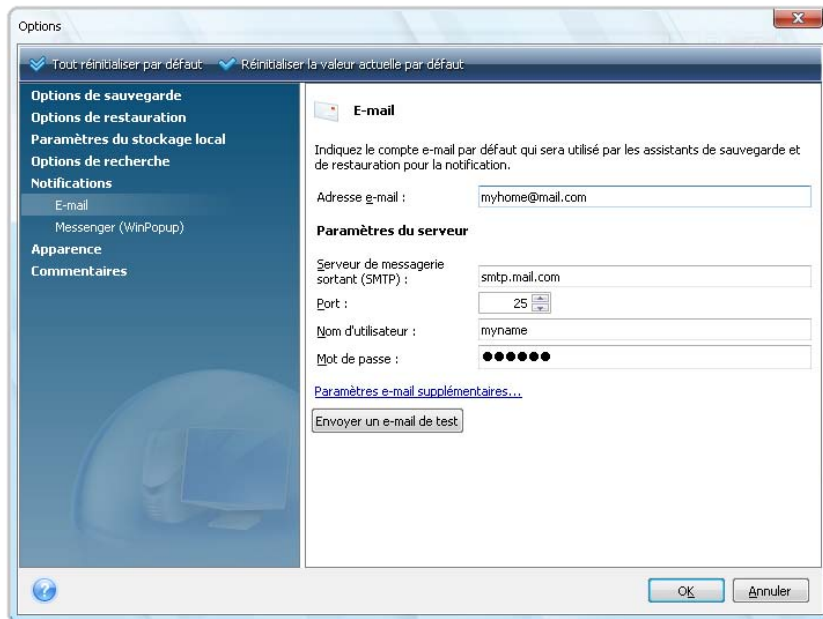 Options
Tout réinitialiser par défaut Réinitialiser la valeur actuelle par défaut
Options de sauvegarde
Options de restauration
Paramètres du stockage local
Options de recherche
Notifications
E-mail
Messenger (WinPopup)
Apparence
Commentaires
E-mail
Indiquez le compte e-mail par défaut qui sera utilisé par les assistants de sauvegarde et
de restauration pour la notification.
Adresse e-mail : myhome@mail.com
Paramètres du serveur
Serveur de messagerie
sortant (SMTP) : smtp.mail.com
Port : 25
Nom d'utilisateur : myname
Mot de passe : ●●●●●●
Paramètres e-mail supplémentaires...
Envoyer un e-mail de test
OK Annuler